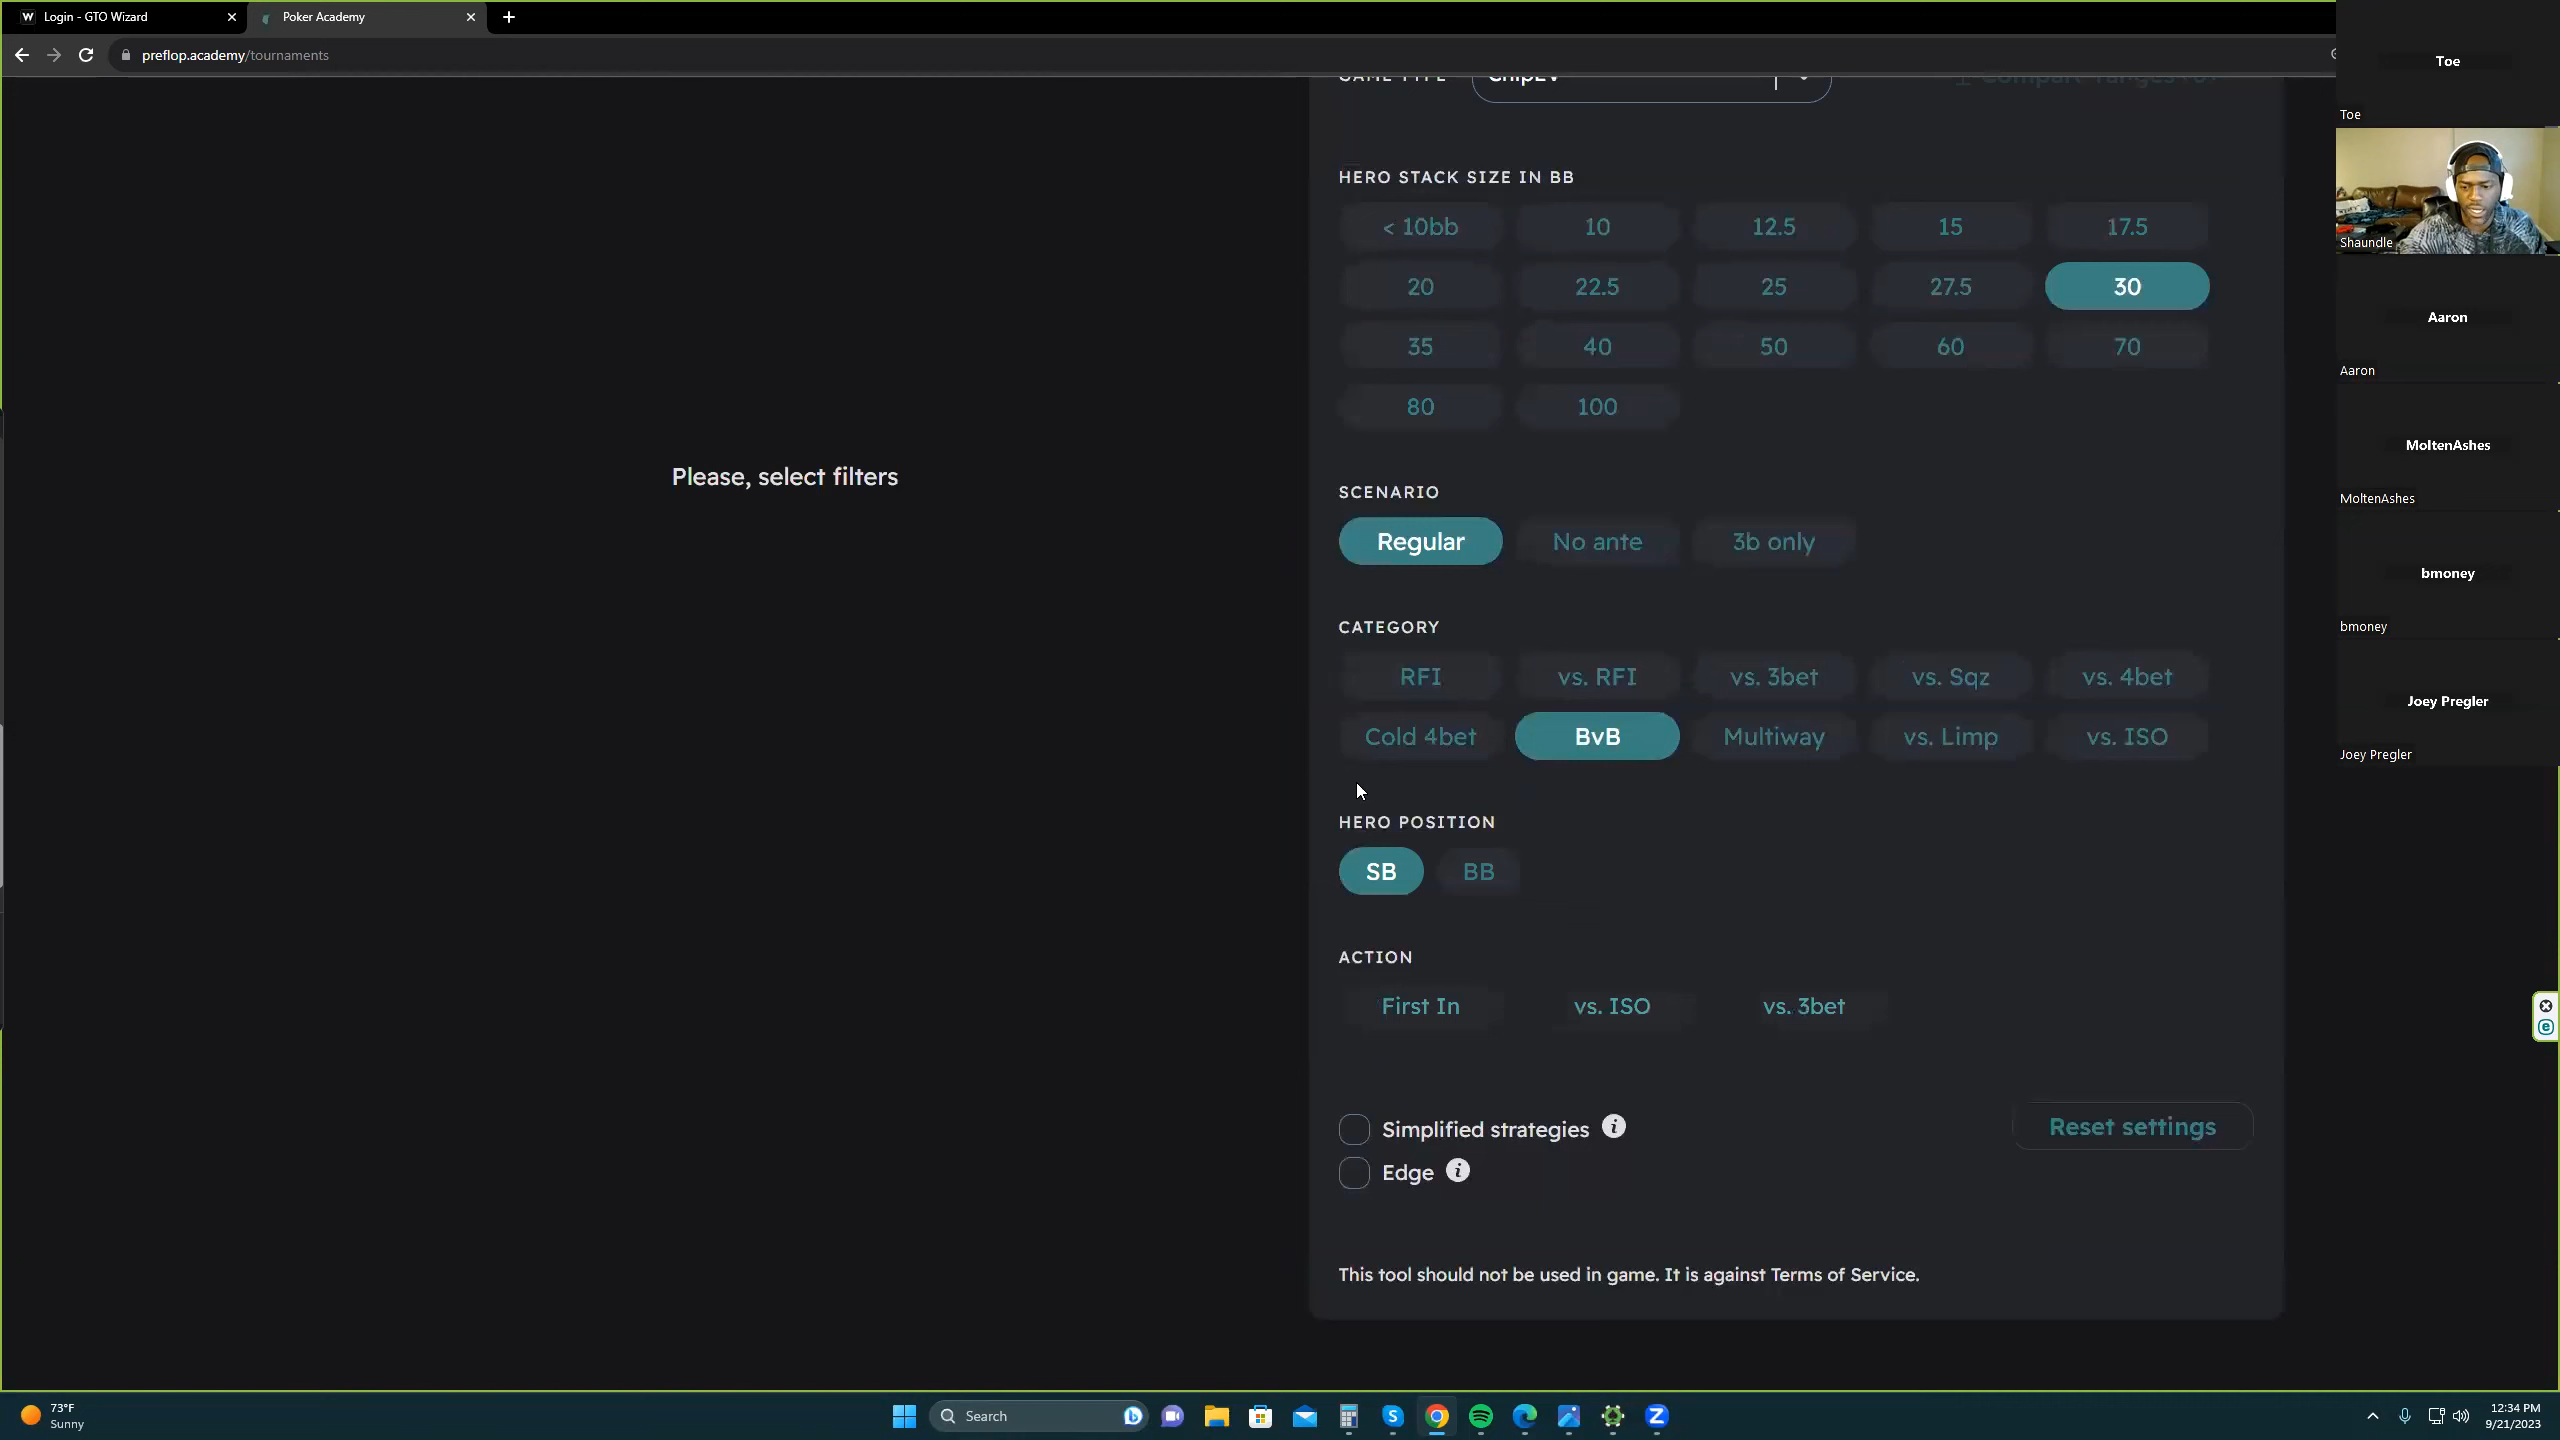 Login - GTO Wizard
Poker Academy
preflop.academy/tournaments
GAME TYPE ChipEV
HERO STACK SIZE IN BB
< 10bb 10 12.5 15 17.5
20 22.5 25 27.5 30
35 40 50 60 70
80 100
Please, select filters
SCENARIO
Regular No ante 3b only
CATEGORY
RFI vs. RFI vs. 3bet vs. Sqz vs. 4bet
Cold 4bet BvB Multiway vs. Limp vs. ISO
HERO POSITION
SB BB
ACTION
First In vs. ISO vs. 3bet
Simplified strategies
Edge
Reset settings
This tool should not be used in game. It is against Terms of Service.
Toe
Toe
Shaundle
Aaron
Aaron
MoltenAshes
MoltenAshes
bmoney
bmoney
Joey Pregler
Joey Pregler
73°F
Sunny
Search
12:34 PM
9/21/2023